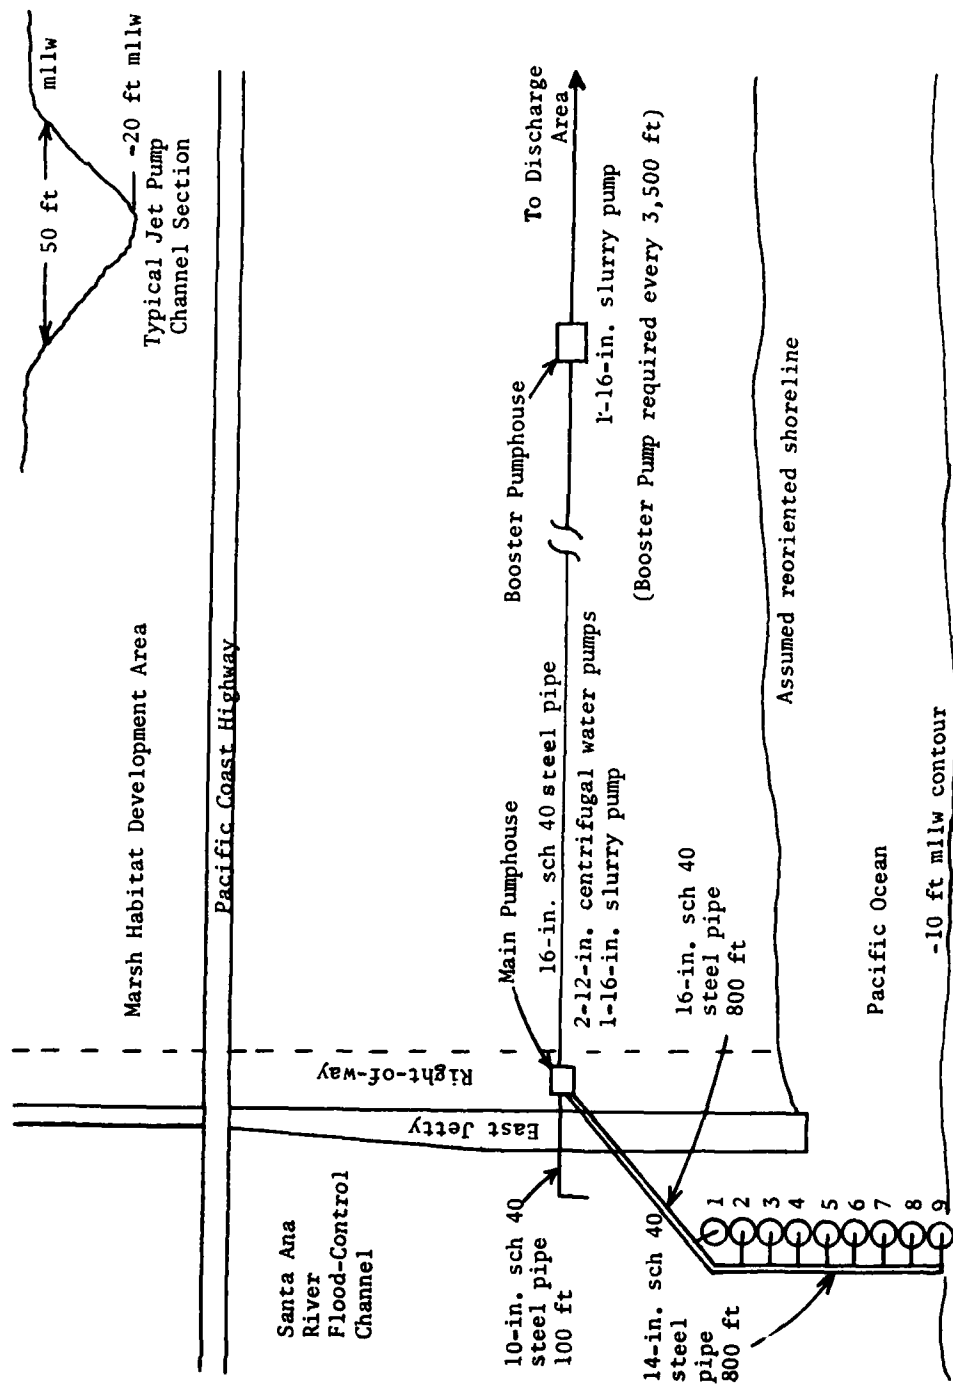 mllw
50 ft
-20 ft mllw
Typical Jet Pump
Channel Section
Marsh Habitat Development Area
Pacific Coast Highway
Santa Ana
River
Flood-Control
Channel
Right-of-way
East Jetty
Main Pumphouse
16-in. sch 40 steel pipe
2-12-in. centrifugal water pumps
1-16-in. slurry pump
Booster Pumphouse
1-16-in. slurry pump
(Booster Pump required every 3,500 ft)
To Discharge
Area
10-in. sch 40
steel pipe
100 ft
14-in. sch 40
steel
pipe
800 ft
16-in. sch 40
steel pipe
800 ft
1
2
3
4
5
6
7
8
9
Assumed reoriented shoreline
Pacific Ocean
-10 ft mllw contour